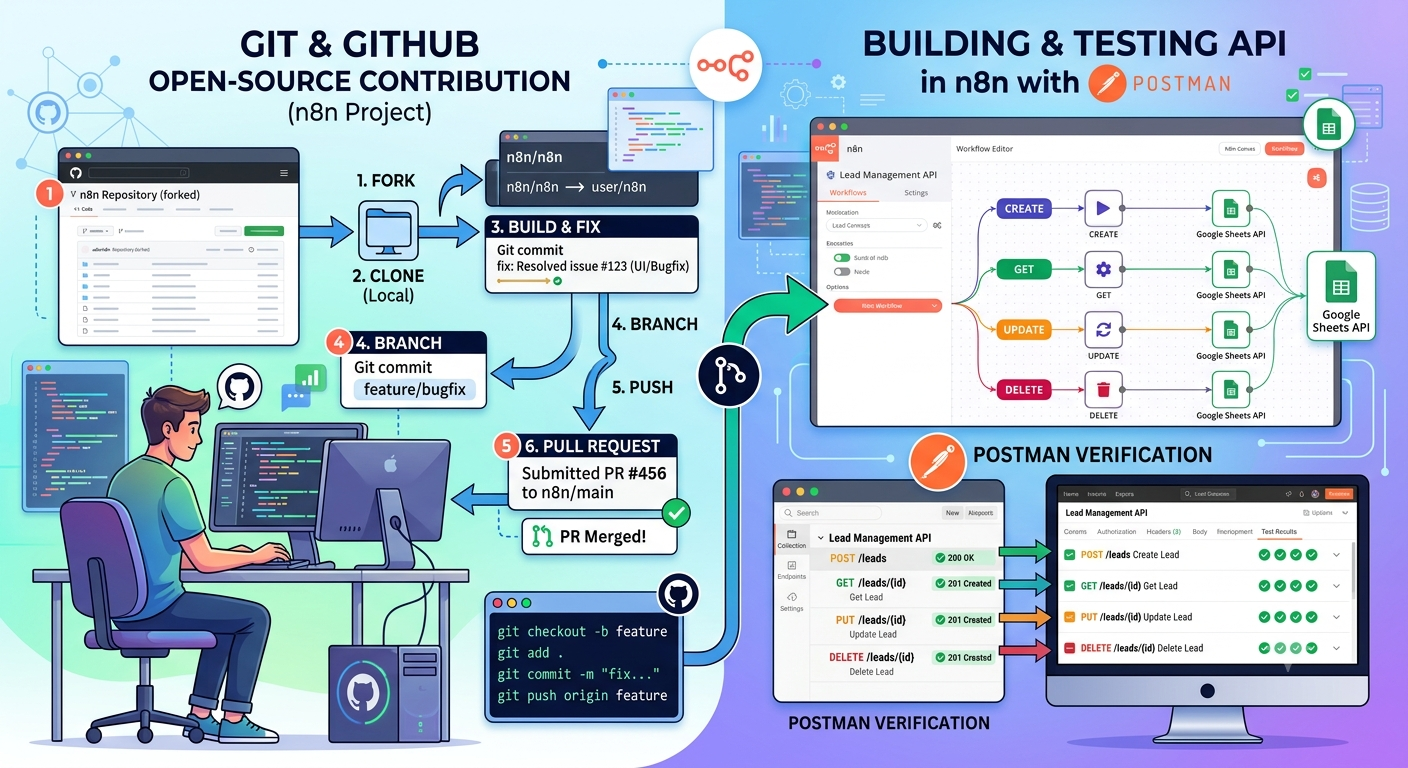 GIT & GITHUB
OPEN-SOURCE CONTRIBUTION
(n8n Project)
1
n8n Repository (forked)
Code
1. FORK
2. CLONE
(Local)
n8n/n8n
n8n/n8n → user/n8n
3. BUILD & FIX
Git commit
fix: Resolved issue #123 (UI/Bugfix)
4. BRANCH
5. PUSH
4
4. BRANCH
Git commit
feature/bugfix
5
6. PULL REQUEST
Submitted PR #456
to n8n/main
PR Merged!
git checkout -b feature
git add .
git commit -m "fix..."
git push origin feature
BUILDING & TESTING API
in n8n with POSTMAN
n8n
Workflow Editor
Lead Management API
Workflows
Setings
Options
CREATE
CREATE
Google Sheets API
GET
GET
Google Sheets API
UPDATE
UPDATE
Google Sheets API
DELETE
DELETE
Google Sheets API
Google
Sheets API
POSTMAN VERIFICATION
Search
New
Collection
Endpoints
Settings
Lead Management API
POST /leads
200 OK
GET /leads/{id}
201 Created
Get Lead
PUT /leads/{id}
201 Created
Update Lead
DELETE /leads/{id}
201 Crastsd
Delete Lead
POSTMAN VERIFICATION
Lead Management API
Authorization
Headers (3)
Body
Test Results
POST /leads Create Lead
GET /leads/(id) Get Lead
PUT /leads/(id) Update Lead
DELETE /leads/(id) Delete Lead